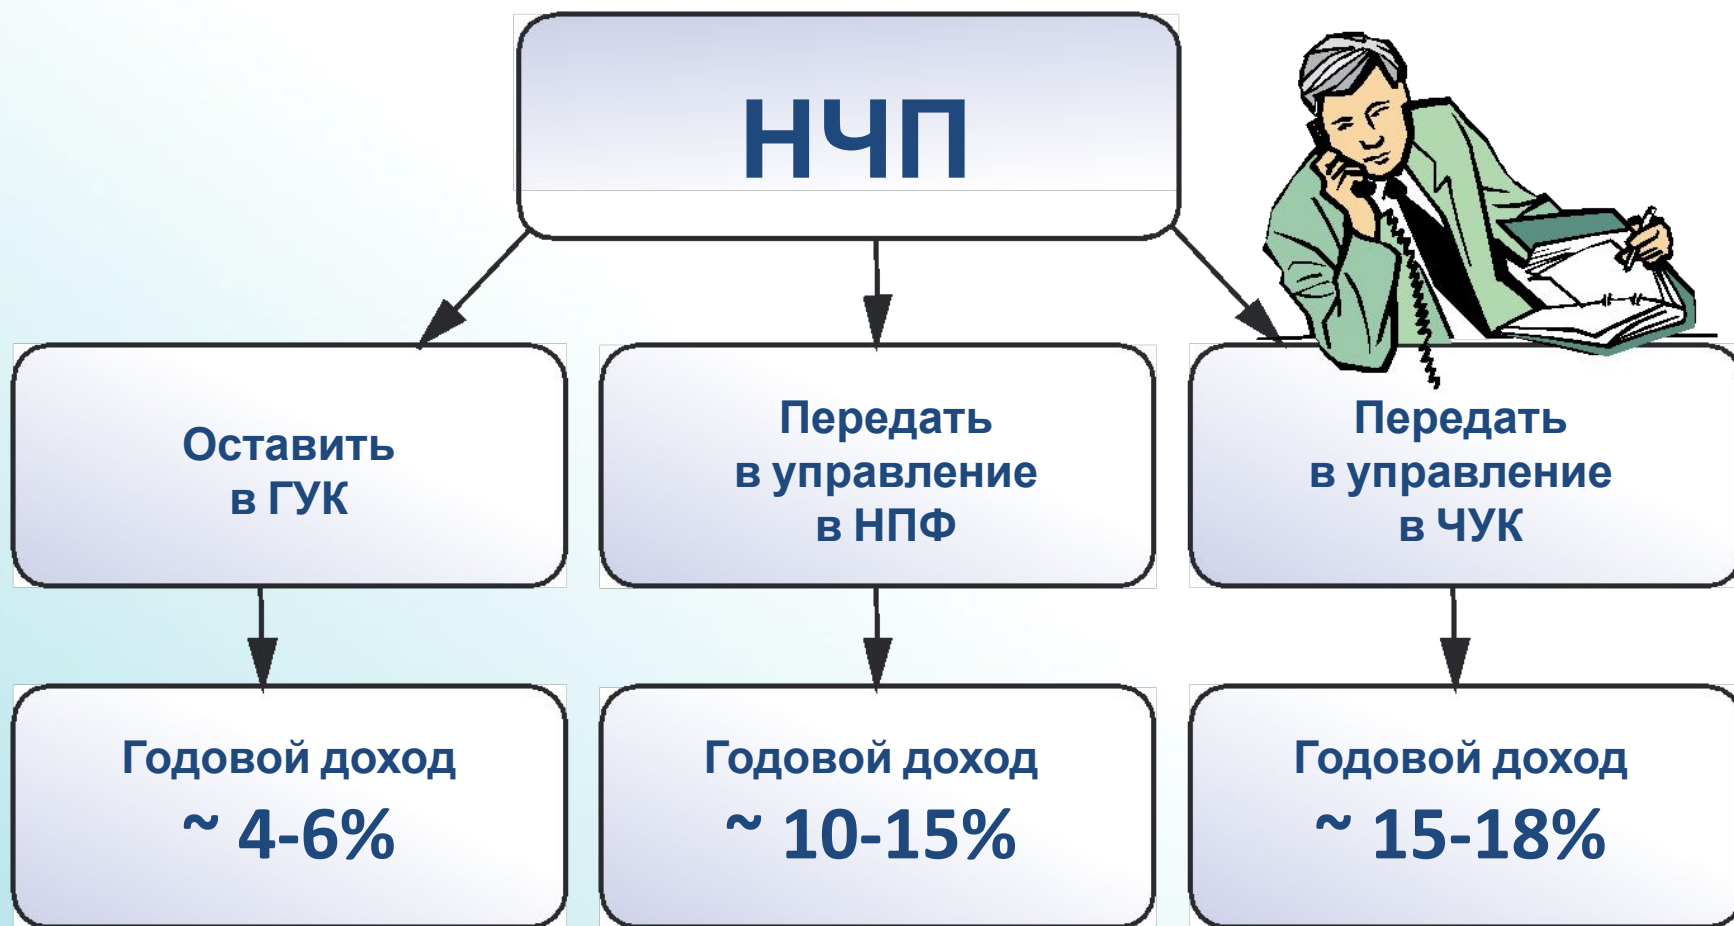 НЧП
Оставить
в ГУК
Передать
в управление
в НПФ
Передать
в управление
в ЧУК
Годовой доход
~ 4-6%
Годовой доход
~ 10-15%
Годовой доход
~ 15-18%